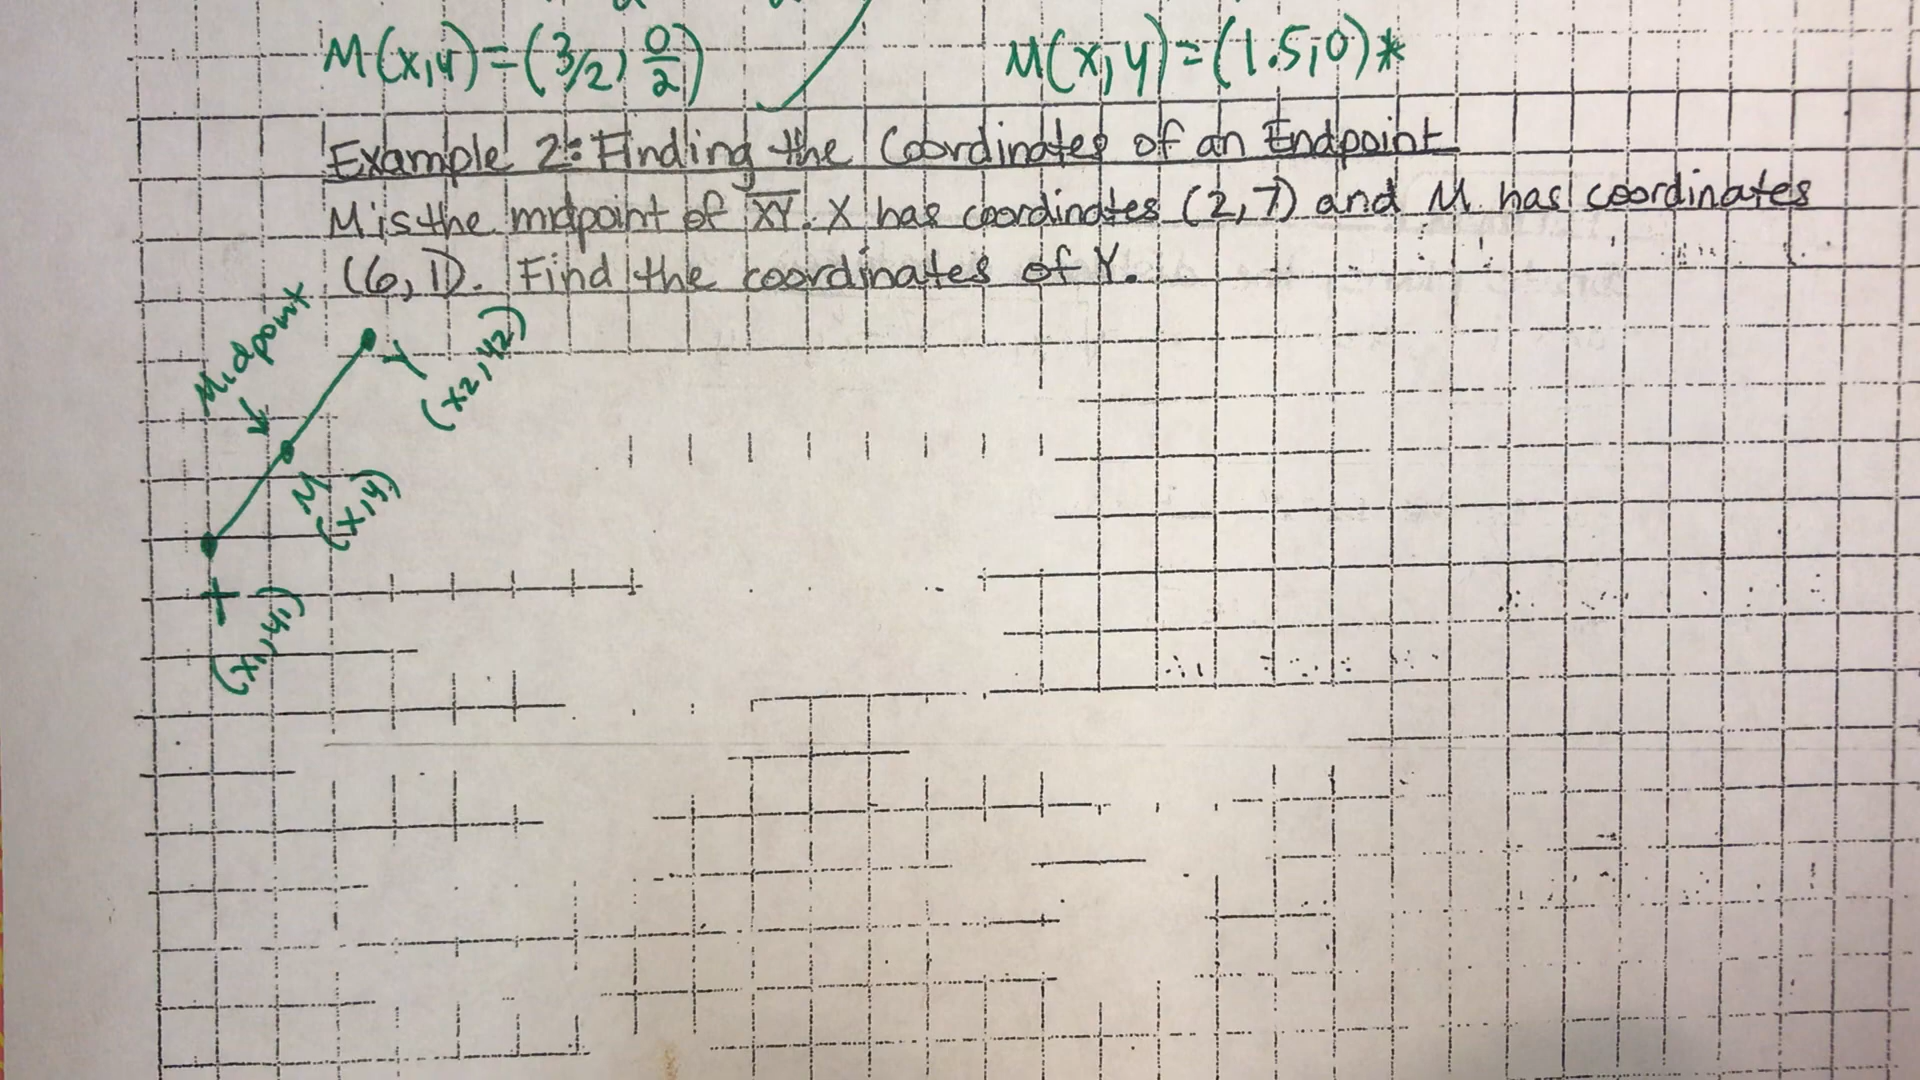 M(x,y)=(3/2, 0/2)
M(x,y)=(1.5,0)*
Example 2: Finding the Coordinates of an Endpoint
M is the midpoint of XY. X has coordinates (2,7) and M has coordinates
(6,1). Find the coordinates of Y.
Midpoint
Y
(x2,y2)
M
(x,y)
X
(x1,y1)